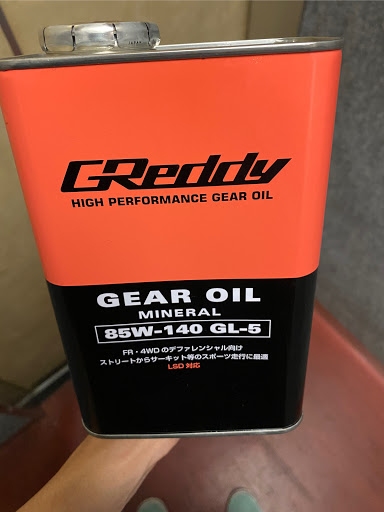 GReddy
HIGH PERFORMANCE GEAR OIL
GEAR OIL
MINERAL
85W-140 GL-5
FR・4WDのデファレンシャル向け
ストリートからサーキット等のスポーツ走行に最適
LSD対応